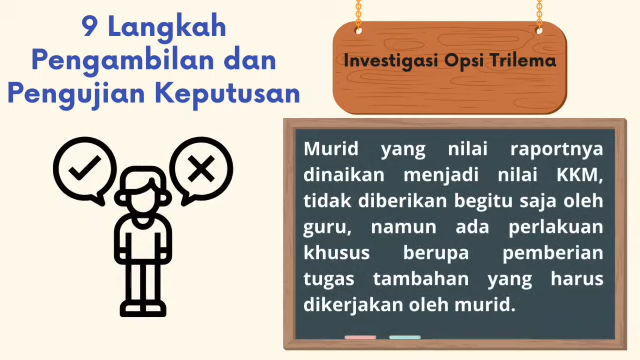 9 Langkah
Pengambilan dan
Pengujian Keputusan
Investigasi Opsi Trilema
Murid yang nilai raportnya
dinaikan menjadi nilai KKM,
tidak diberikan begitu saja oleh
guru, namun ada perlakuan
khusus berupa pemberian
tugas tambahan yang harus
dikerjakan oleh murid.